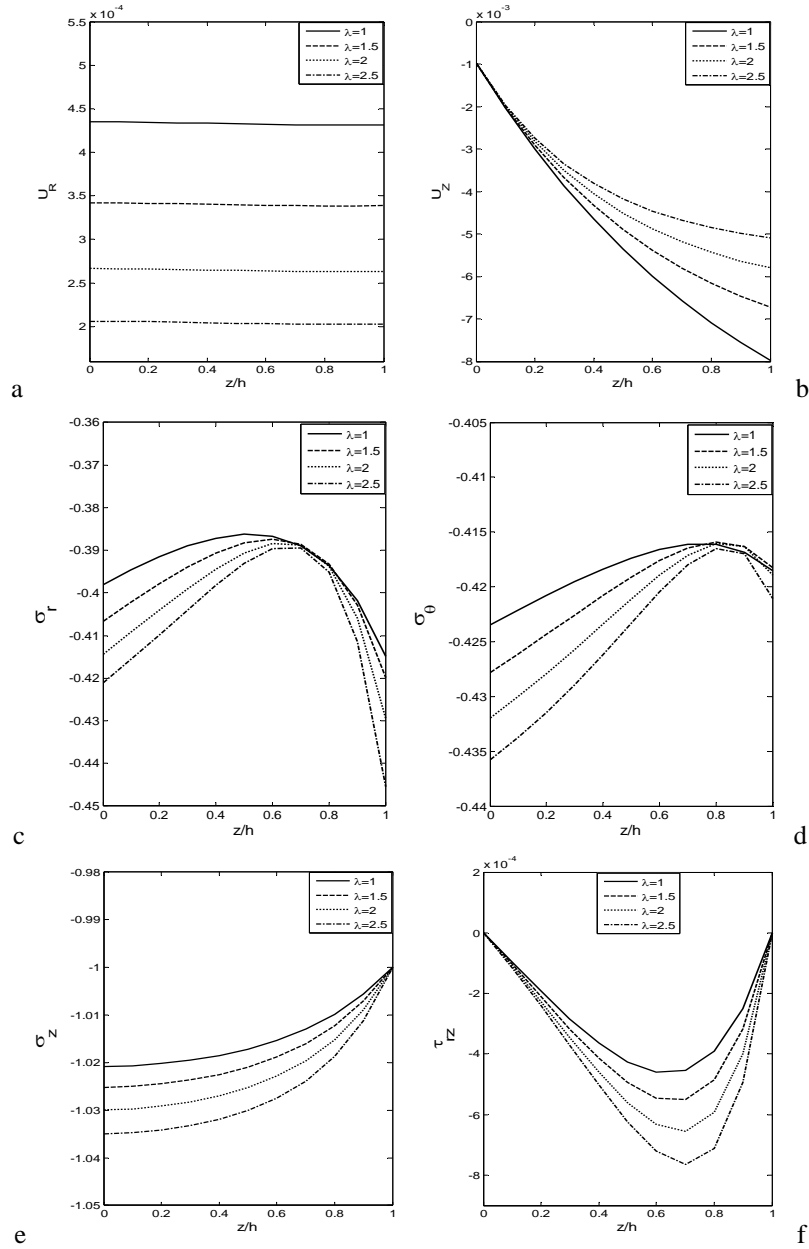 × 10⁻⁴
5.5
5
4.5
4
3.5
3
2.5
2
U_R
0 0.2 0.4 0.6 0.8 1
z/h
λ=1
λ=1.5
λ=2
λ=2.5
a
× 10⁻³
0
-1
-2
-3
-4
-5
-6
-7
-8
U_Z
0 0.2 0.4 0.6 0.8 1
z/h
λ=1
λ=1.5
λ=2
λ=2.5
b
-0.36
-0.37
-0.38
-0.39
-0.4
-0.41
-0.42
-0.43
-0.44
-0.45
σ_r
0 0.2 0.4 0.6 0.8 1
z/h
λ=1
λ=1.5
λ=2
λ=2.5
c
-0.405
-0.41
-0.415
-0.42
-0.425
-0.43
-0.435
-0.44
σ_θ
0 0.2 0.4 0.6 0.8 1
z/h
λ=1
λ=1.5
λ=2
λ=2.5
d
-0.98
-0.99
-1
-1.01
-1.02
-1.03
-1.04
-1.05
σ_z
0 0.2 0.4 0.6 0.8 1
z/h
λ=1
λ=1.5
λ=2
λ=2.5
e
× 10⁻⁴
2
0
-2
-4
-6
-8
τ_rz
0 0.2 0.4 0.6 0.8 1
z/h
λ=1
λ=1.5
λ=2
λ=2.5
f